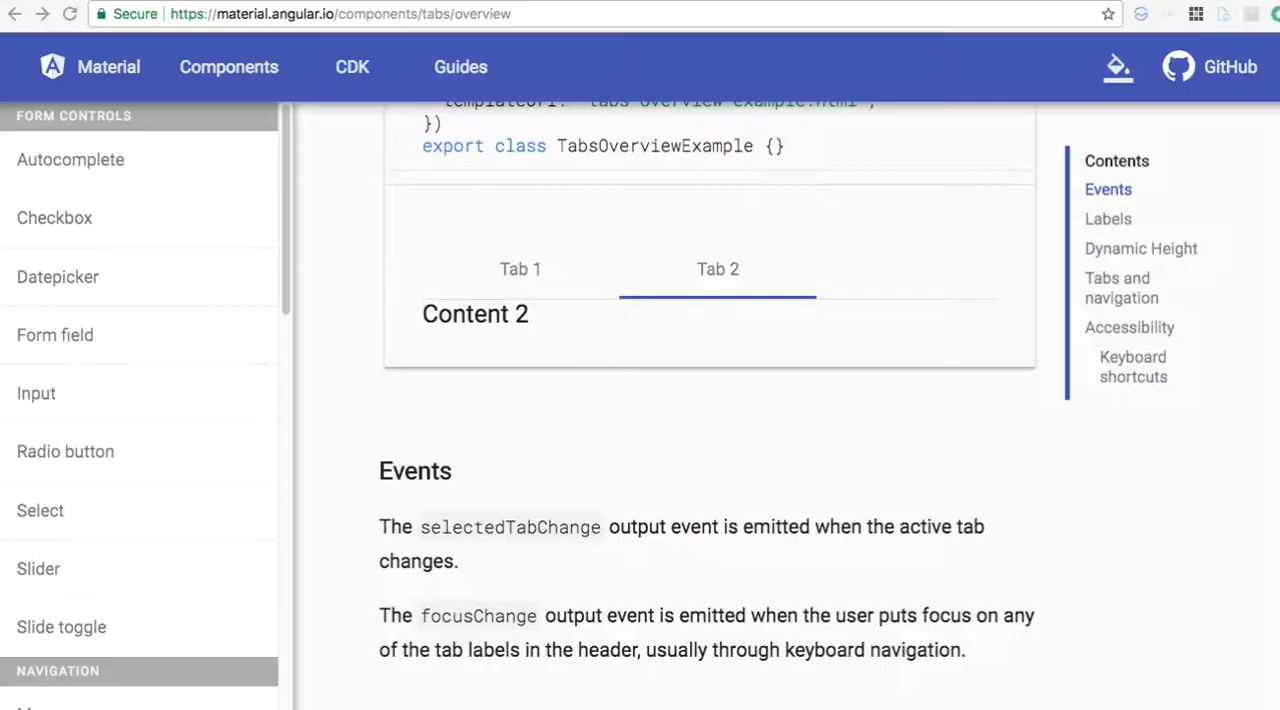 Secure https://material.angular.io/components/tabs/overview
Material Components CDK Guides GitHub
FORM CONTROLS
Autocomplete
Checkbox
Datepicker
Form field
Input
Radio button
Select
Slider
Slide toggle
NAVIGATION
})
export class TabsOverviewExample {}
Tab 1 Tab 2
Content 2
Events
The selectedTabChange output event is emitted when the active tab
changes.
The focusChange output event is emitted when the user puts focus on any
of the tab labels in the header, usually through keyboard navigation.
Contents
Events
Labels
Dynamic Height
Tabs and
navigation
Accessibility
Keyboard
shortcuts